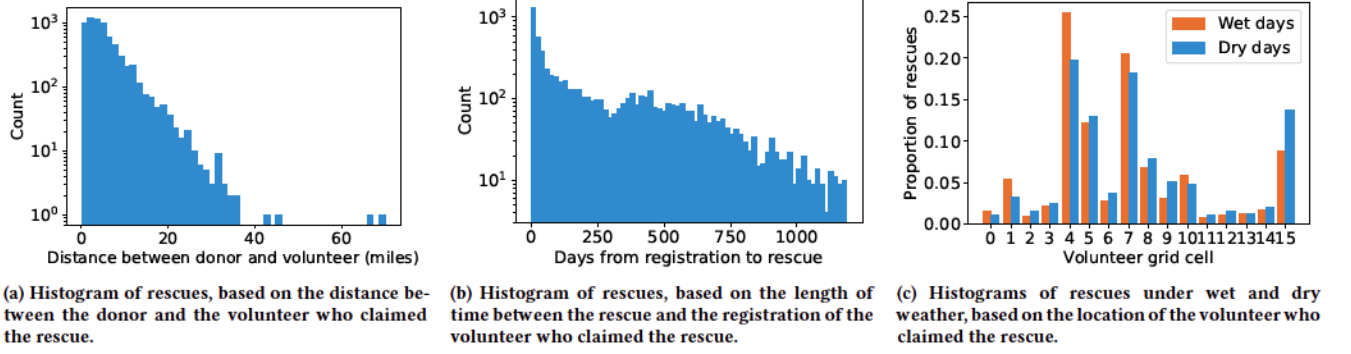 10³
10²
10¹
10⁰
Count
0
20
40
60
Distance between donor and volunteer (miles)
(a) Histogram of rescues, based on the distance be-
tween the donor and the volunteer who claimed
the rescue.
10³
10²
10¹
Count
0
250
500
750
1000
Days from registration to rescue
(b) Histogram of rescues, based on the length of
time between the rescue and the registration of the
volunteer who claimed the rescue.
0.25
0.20
0.15
0.10
0.05
0.00
Proportion of rescues
Wet days
Dry days
0 1 2 3 4 5 6 7 8 9 10 11 12 13 14 15
Volunteer grid cell
(c) Histograms of rescues under wet and dry
weather, based on the location of the volunteer who
claimed the rescue.